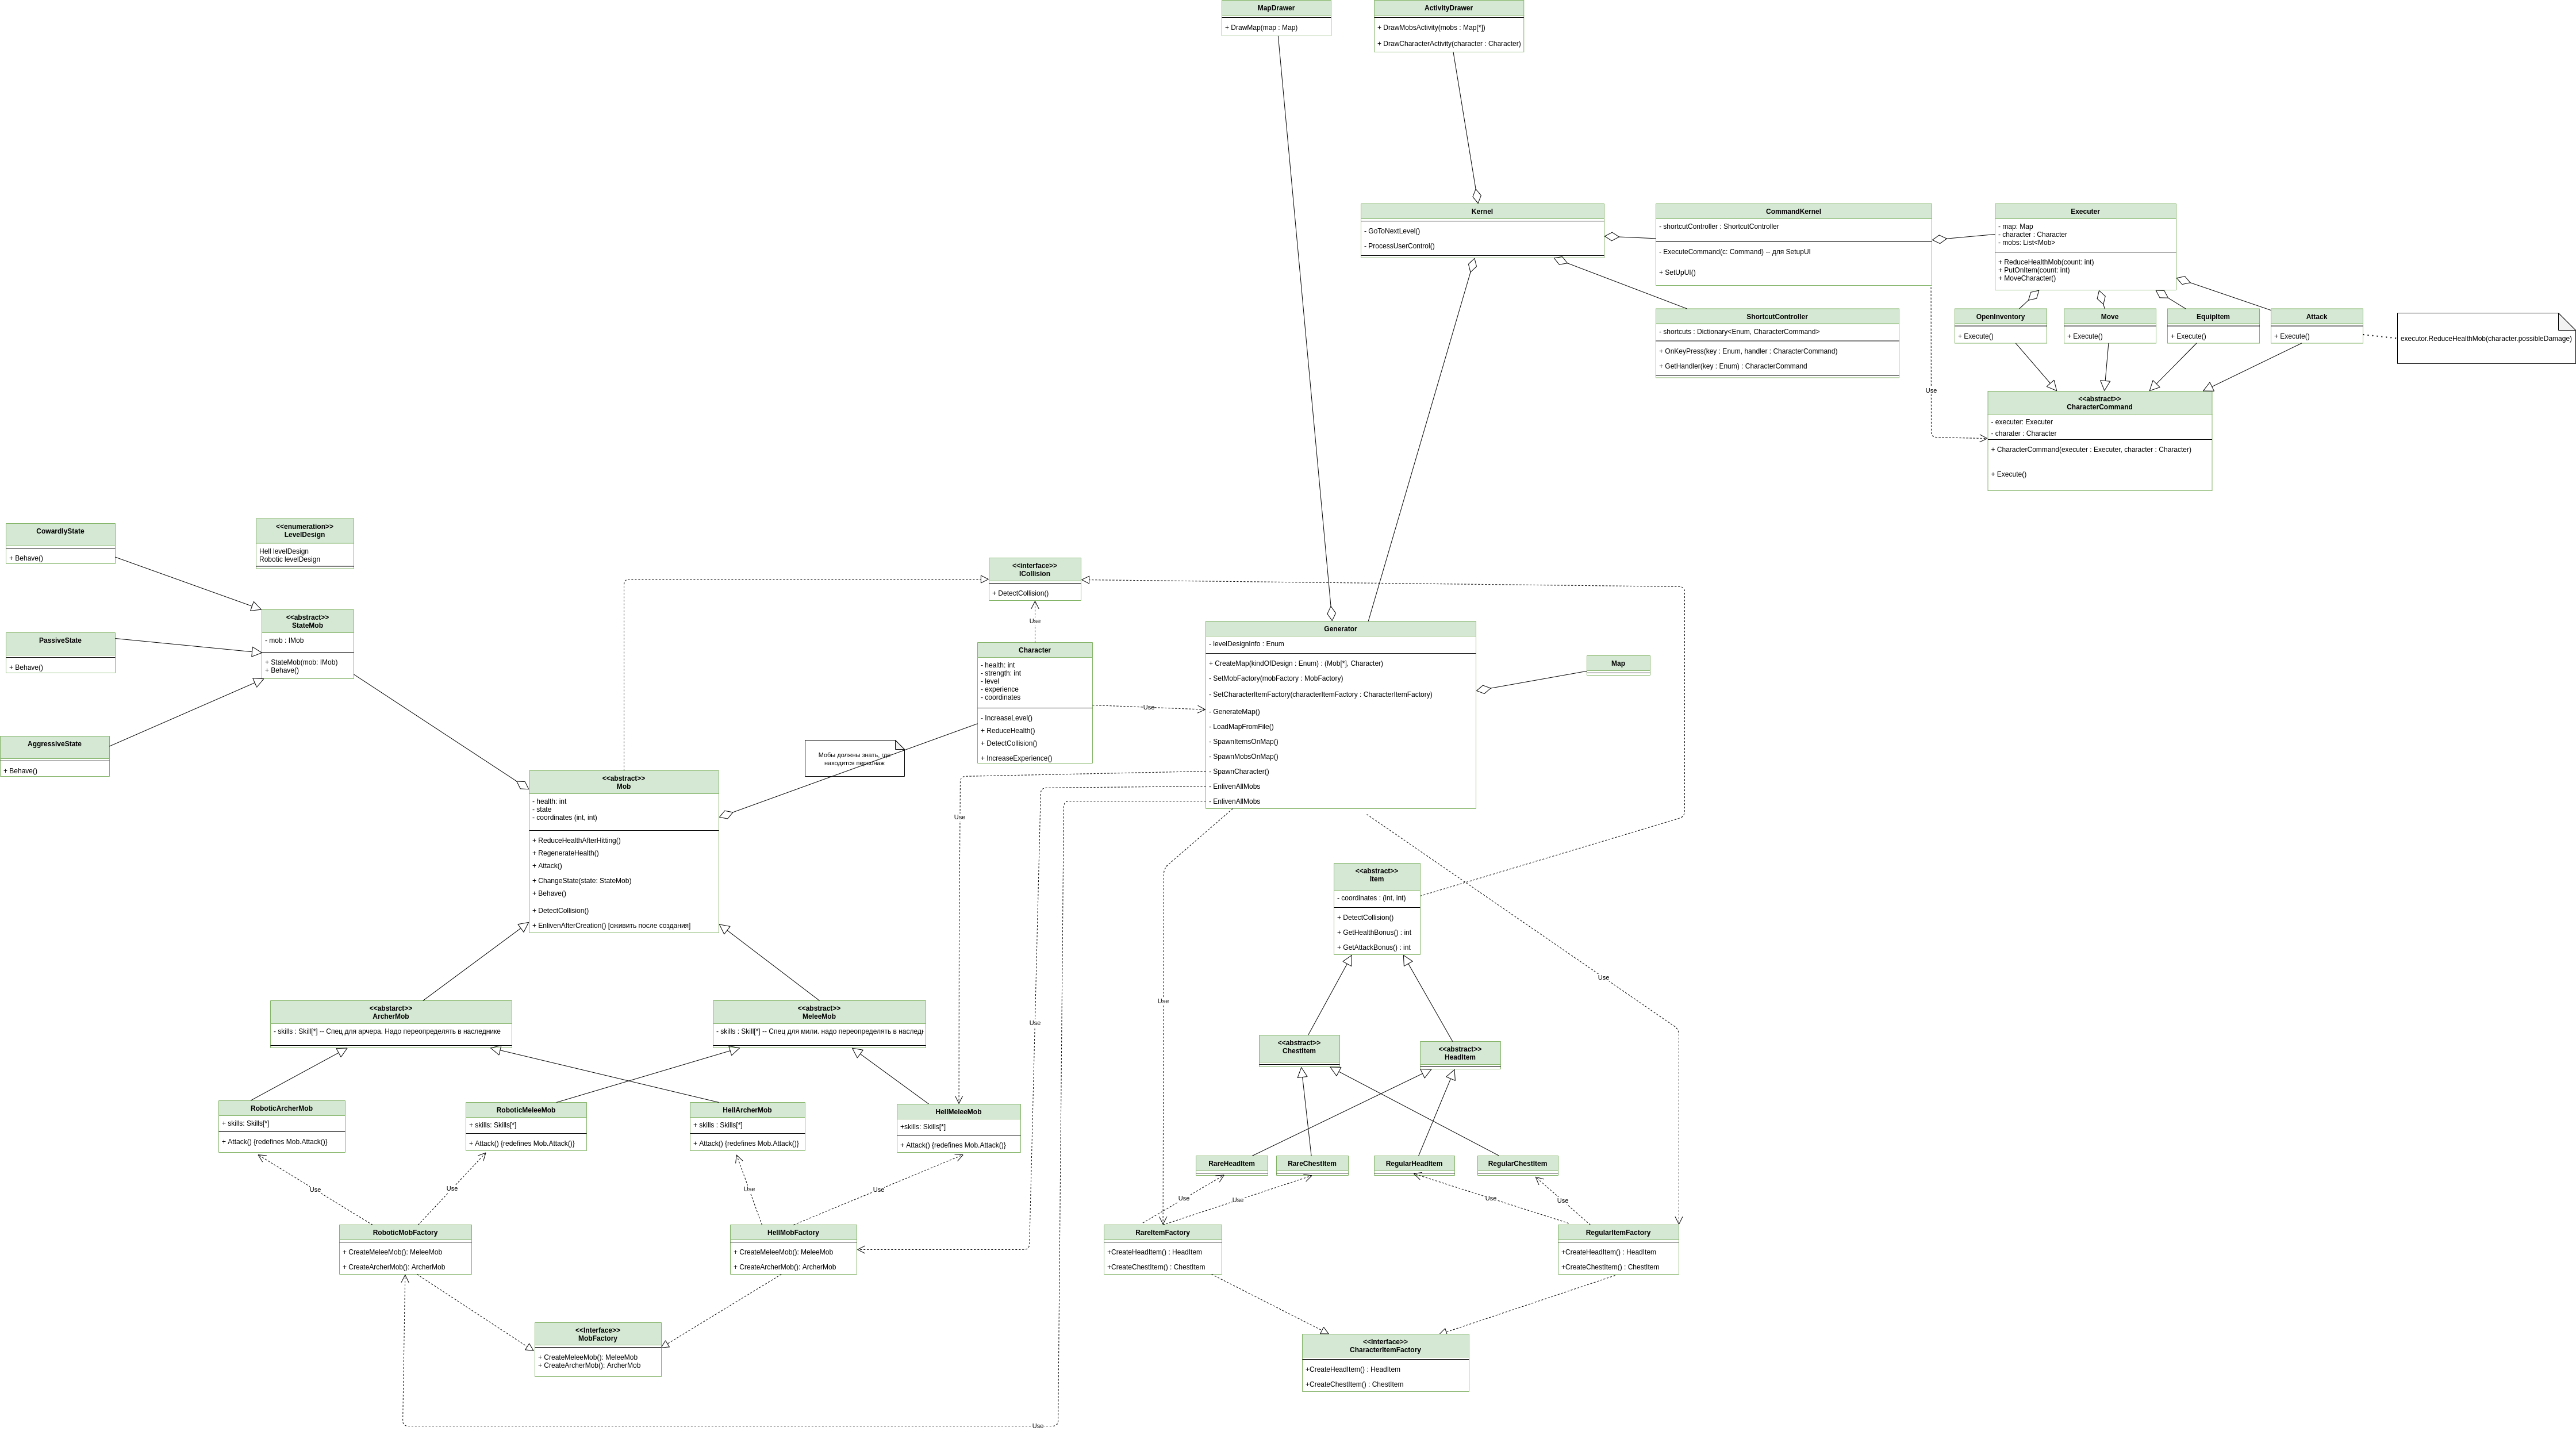 MapDrawer
+ DrawMap(map : Map)
ActivityDrawer
+ DrawMobsActivity(mobs : Map[*])
+ DrawCharacterActivity(character : Character)
Kernel
- GoToNextLevel()
- ProcessUserControl()
CommandKernel
- shortcutController : ShortcutController
- ExecuteCommand(c: Command) -- для SetupUI
+ SetUpUI()
Executer
- map: Map
- character : Character
- mobs: List<Mob>
+ ReduceHealthMob(count: int)
+ PutOnItem(count: int)
+ MoveCharacter()
ShortcutController
- shortcuts : Dictionary<Enum, CharacterCommand>
+ OnKeyPress(key : Enum, handler : CharacterCommand)
+ GetHandler(key : Enum) : CharacterCommand
OpenInventory
+ Execute()
Move
+ Execute()
EquipItem
+ Execute()
Attack
+ Execute()
executor.ReduceHealthMob(character.possibleDamage)
Use
<<abstract>>
CharacterCommand
- executer: Executer
- charater : Character
+ CharacterCommand(executer : Executer, character : Character)
+ Execute()
CowardlyState
+ Behave()
<<enumeration>>
LevelDesign
Hell levelDesign
Robotic levelDesign
PassiveState
+ Behave()
<<abstract>>
StateMob
- mob : IMob
+ StateMob(mob: IMob)
+ Behave()
AggressiveState
+ Behave()
<<interface>>
ICollision
+ DetectCollision()
Use
Character
- health: int
- strength: int
- level
- experience
- coordinates
- IncreaseLevel()
+ ReduceHealth()
+ DetectCollision()
+ IncreaseExperience()
Use
Generator
- levelDesignInfo : Enum
+ CreateMap(kindOfDesign : Enum) : (Mob[*], Character)
- SetMobFactory(mobFactory : MobFactory)
- SetCharacterItemFactory(characterItemFactory : CharacterItemFactory)
- GenerateMap()
- LoadMapFromFile()
- SpawnItemsOnMap()
- SpawnMobsOnMap()
- SpawnCharacter()
- EnlivenAllMobs
- EnlivenAllMobs
Map
Мобы должны знать, где
находится персонаж
<<abstract>>
Mob
- health: int
- state
- coordinates (int, int)
+ ReduceHealthAfterHitting()
+ RegenerateHealth()
+ Attack()
+ ChangeState(state: StateMob)
+ Behave()
+ DetectCollision()
+ EnlivenAfterCreation() [оживить после создания]
Use
<<abstract>>
Item
- coordinates : (int, int)
+ DetectCollision()
+ GetHealthBonus() : int
+ GetAttackBonus() : int
Use
Use
Use
<<abstarct>>
ArcherMob
- skills : Skill[*] -- Спец для арчера. Надо переопределять в наследнике
<<abstract>>
MeleeMob
- skills : Skill[*] -- Спец для мили. надо переопределять в наследн
<<abstract>>
ChestItem
<<abstract>>
HeadItem
RoboticArcherMob
+ skills: Skills[*]
+ Attack() {redefines Mob.Attack()}
RoboticMeleeMob
+ skills: Skills[*]
+ Attack() {redefines Mob.Attack()}
HellArcherMob
+ skills : Skills[*]
+ Attack() {redefines Mob.Attack()}
HellMeleeMob
+skills: Skills[*]
+ Attack() {redefines Mob.Attack()}
RareHeadItem
RareChestItem
RegularHeadItem
RegularChestItem
Use
Use
Use
Use
Use
Use
Use
Use
RoboticMobFactory
+ CreateMeleeMob(): MeleeMob
+ CreateArcherMob(): ArcherMob
HellMobFactory
+ CreateMeleeMob(): MeleeMob
+ CreateArcherMob(): ArcherMob
RareItemFactory
+CreateHeadItem() : HeadItem
+CreateChestItem() : ChestItem
RegularItemFactory
+CreateHeadItem() : HeadItem
+CreateChestItem() : ChestItem
<<Interface>>
MobFactory
+ CreateMeleeMob(): MeleeMob
+ CreateArcherMob(): ArcherMob
<<Interface>>
CharacterItemFactory
+CreateHeadItem() : HeadItem
+CreateChestItem() : ChestItem
Use